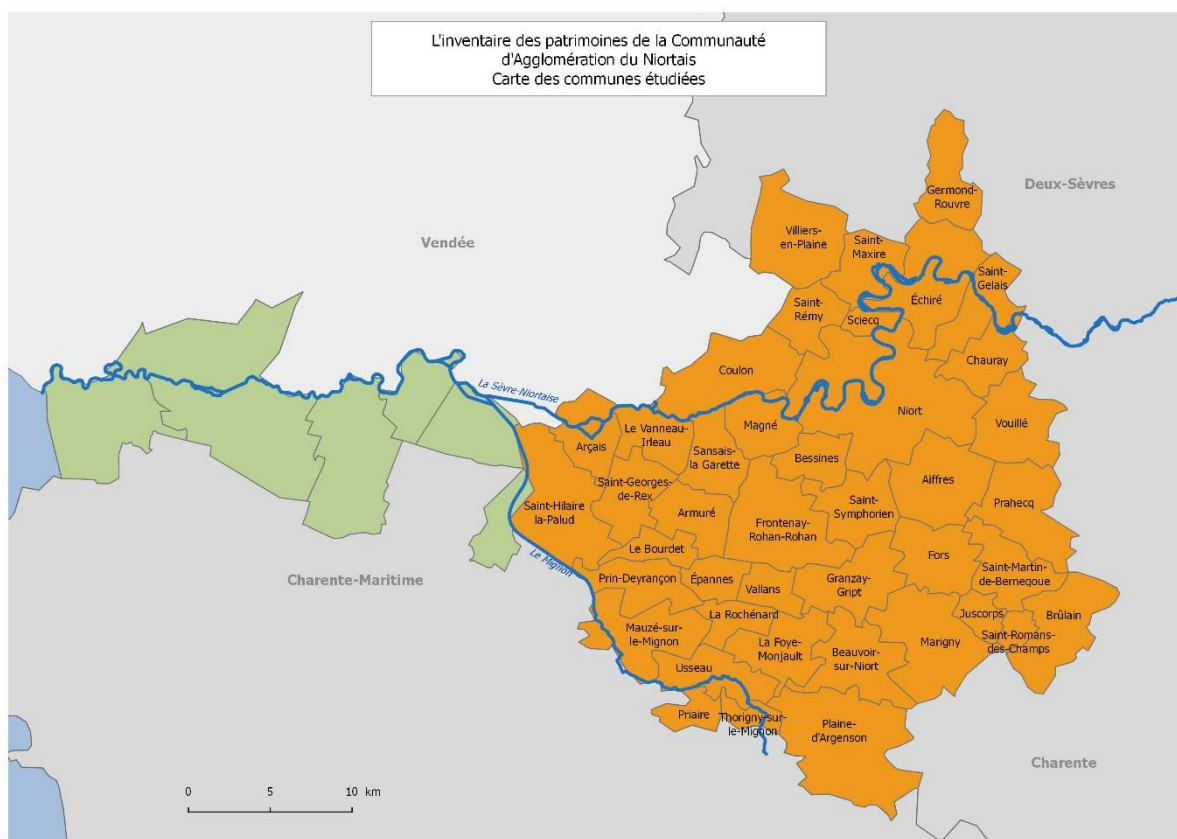 L'inventaire des patrimoines de la Communauté
d'Agglomération du Niortais
Carte des communes étudiées
Deux-Sèvres
Germond-
Rouvre
Vendée
Villiers-
en-Plaine
Saint-
Maxire
Saint-
Gelais
Échiré
Saint-
Rémy
Sciecq
Chauray
Coulon
La Sèvre-Niortaise
Niort
Vouillé
Magné
Le Vanneau-
Irleau
Arçais
Sansais-
la Garette
Bessines
Aiffres
Saint-Georges-
de-Rex
Saint-Hilaire
la-Palud
Armuré
Saint-
Symphorien
Prahecq
Frontenay-
Rohan-Rohan
Le Bourdet
Fors
Le Mignon
Saint-Martin-
de-Bernegoue
Charente-Maritime
Prin-Deyrançon
Épannes
Vallans
Granzay-
Gript
La Rochénard
Juscorps
Brûlain
Mauzé-sur-
le-Mignon
La Foye-
Monjault
Beauvoir-
sur-Niort
Marigny
Saint-Romans-
des-Champs
Usseau
Priaire
Thorigny-sur-
le-Mignon
Plaine-
d'Argenson
Charente
0 5 10 km